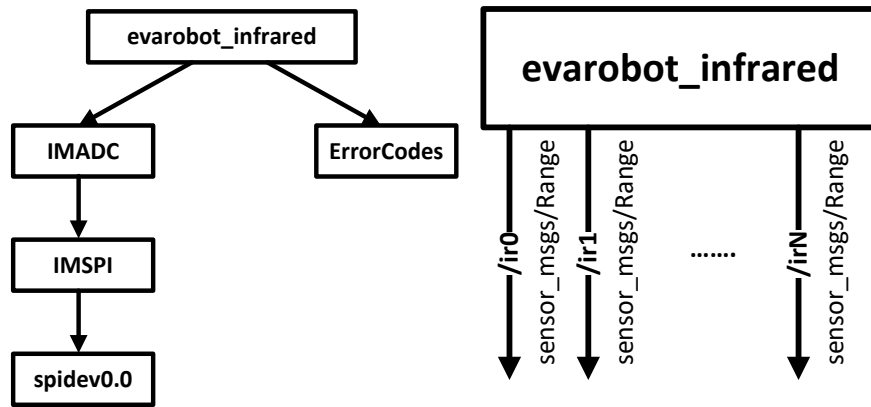 evarobot_infrared
IMADC
ErrorCodes
IMSPI
spidev0.0
evarobot_infrared
/ir0
sensor_msgs/Range
/ir1
sensor_msgs/Range
.......
/irN
sensor_msgs/Range